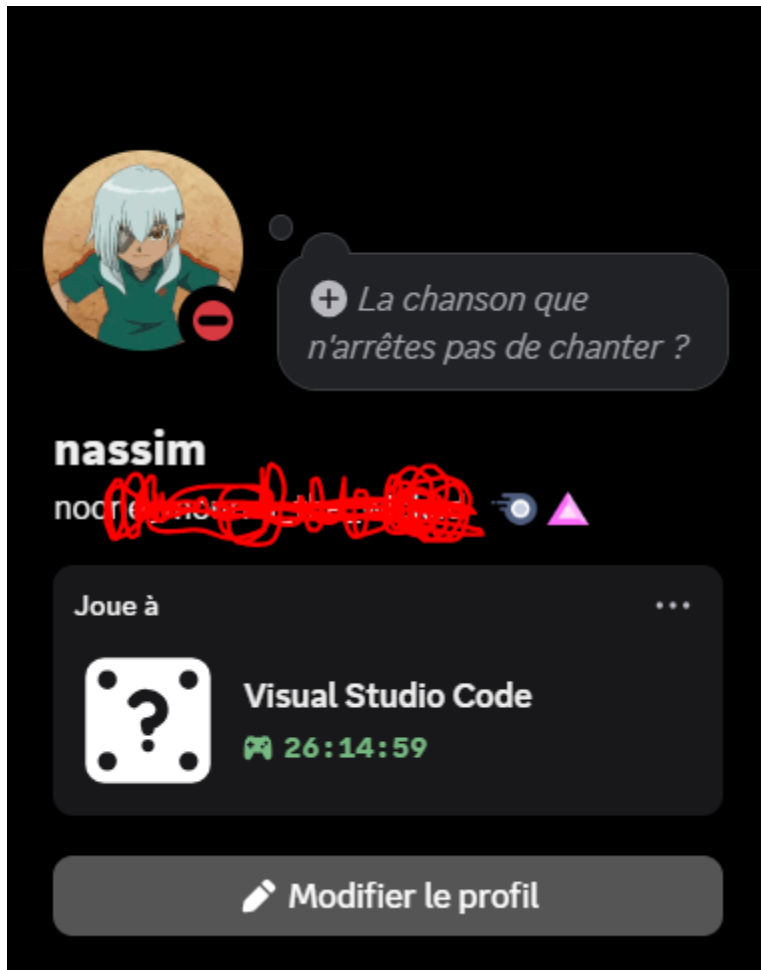 La chanson que
n'arrêtes pas de chanter ?
nassim
Joue à
Visual Studio Code
26:14:59
Modifier le profil